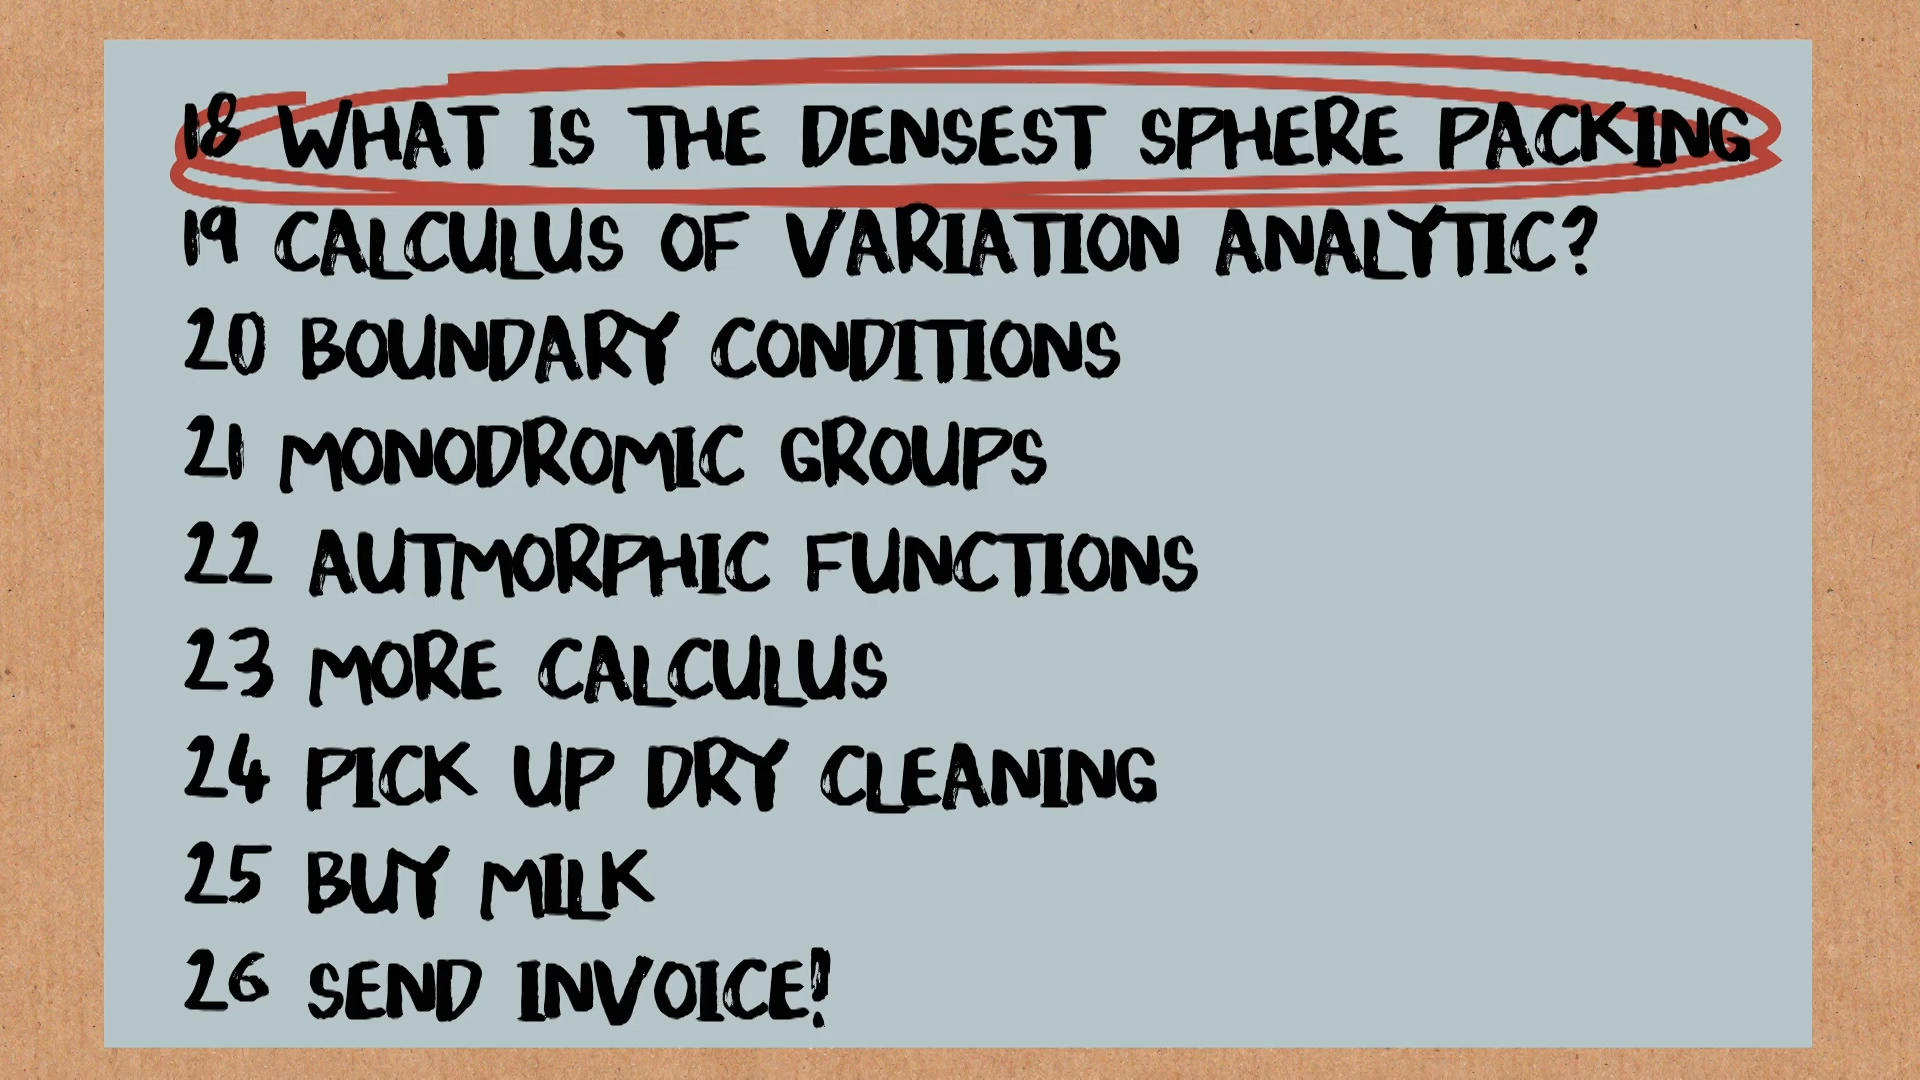 18 WHAT IS THE DENSEST SPHERE PACKING
19 CALCULUS OF VARIATION ANALYTIC?
20 BOUNDARY CONDITIONS
21 MONODROMIC GROUPS
22 AUTMORPHIC FUNCTIONS
23 MORE CALCULUS
24 PICK UP DRY CLEANING
25 BUY MILK
26 SEND INVOICE!